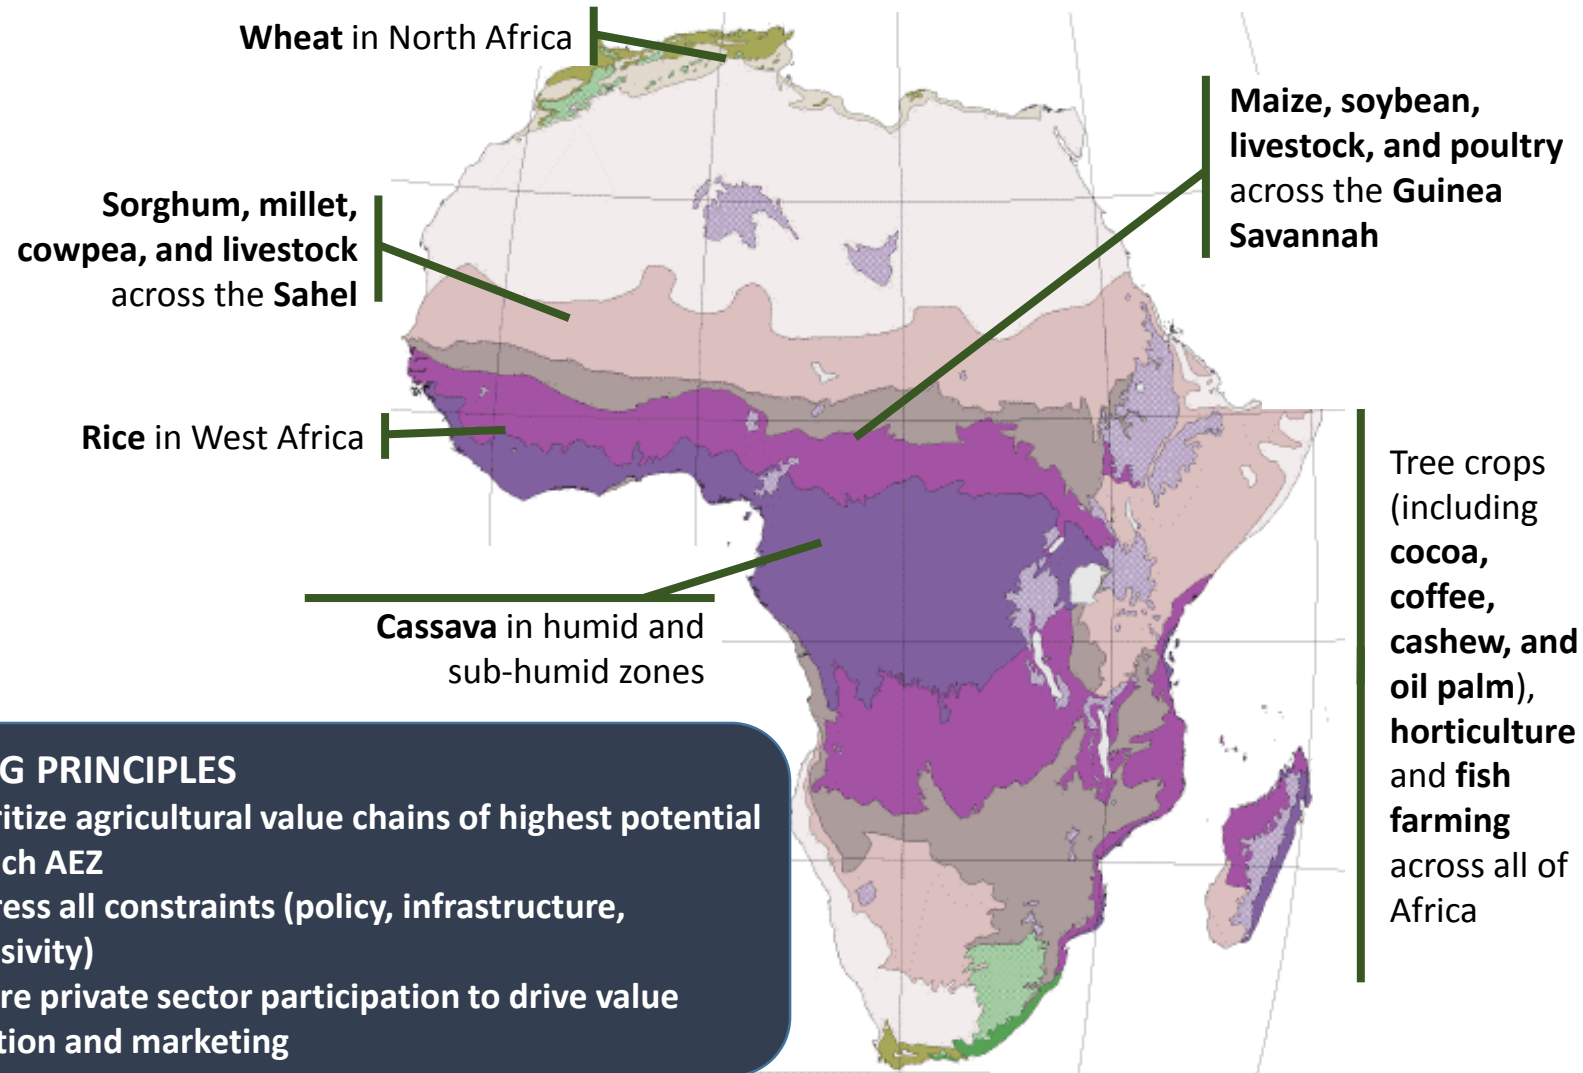 Wheat in North Africa
Maize, soybean,
livestock, and poultry
across the Guinea
Savannah
Sorghum, millet,
cowpea, and livestock
across the Sahel
Rice in West Africa
Cassava in humid and
sub-humid zones
Tree crops
(including
cocoa,
coffee,
cashew, and
oil palm),
horticulture
and fish
farming
across all of
Africa
G PRINCIPLES
ritize agricultural value chains of highest potential
ch AEZ
ress all constraints (policy, infrastructure,
sivity)
re private sector participation to drive value
tion and marketing